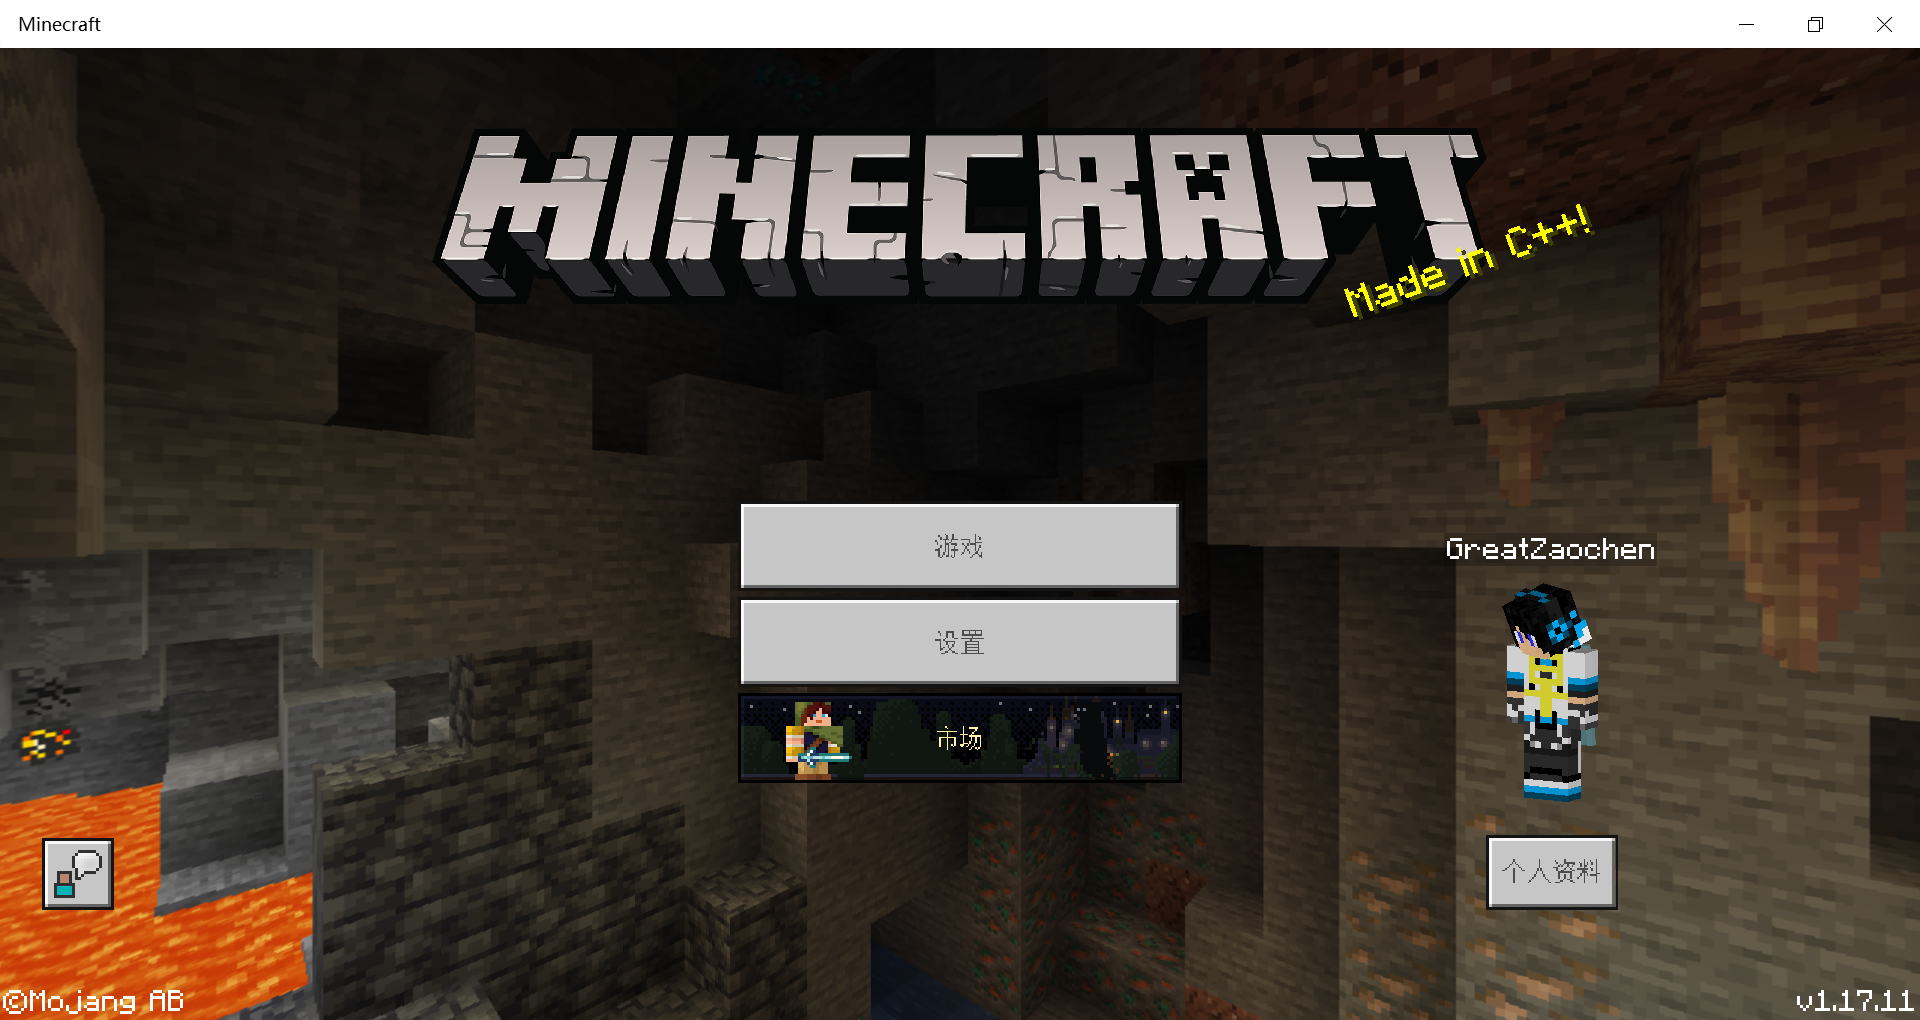 Minecraft
MINECRAFT
Made in C++!
游戏
设置
市场
GreatZaochen
个人资料
©Mojang AB
v1.17.11